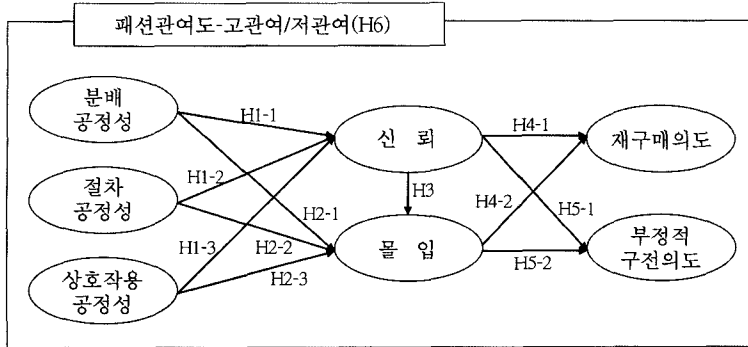 패션관여도-고관여/저관여(H6)
분배
공정성
절차
공정성
상호작용
공정성
H1-1
H1-2
H1-3
H2-1
H2-2
H2-3
신 뢰
H3
몰 입
H4-1
H4-2
H5-1
H5-2
재구매의도
부정적
구전의도